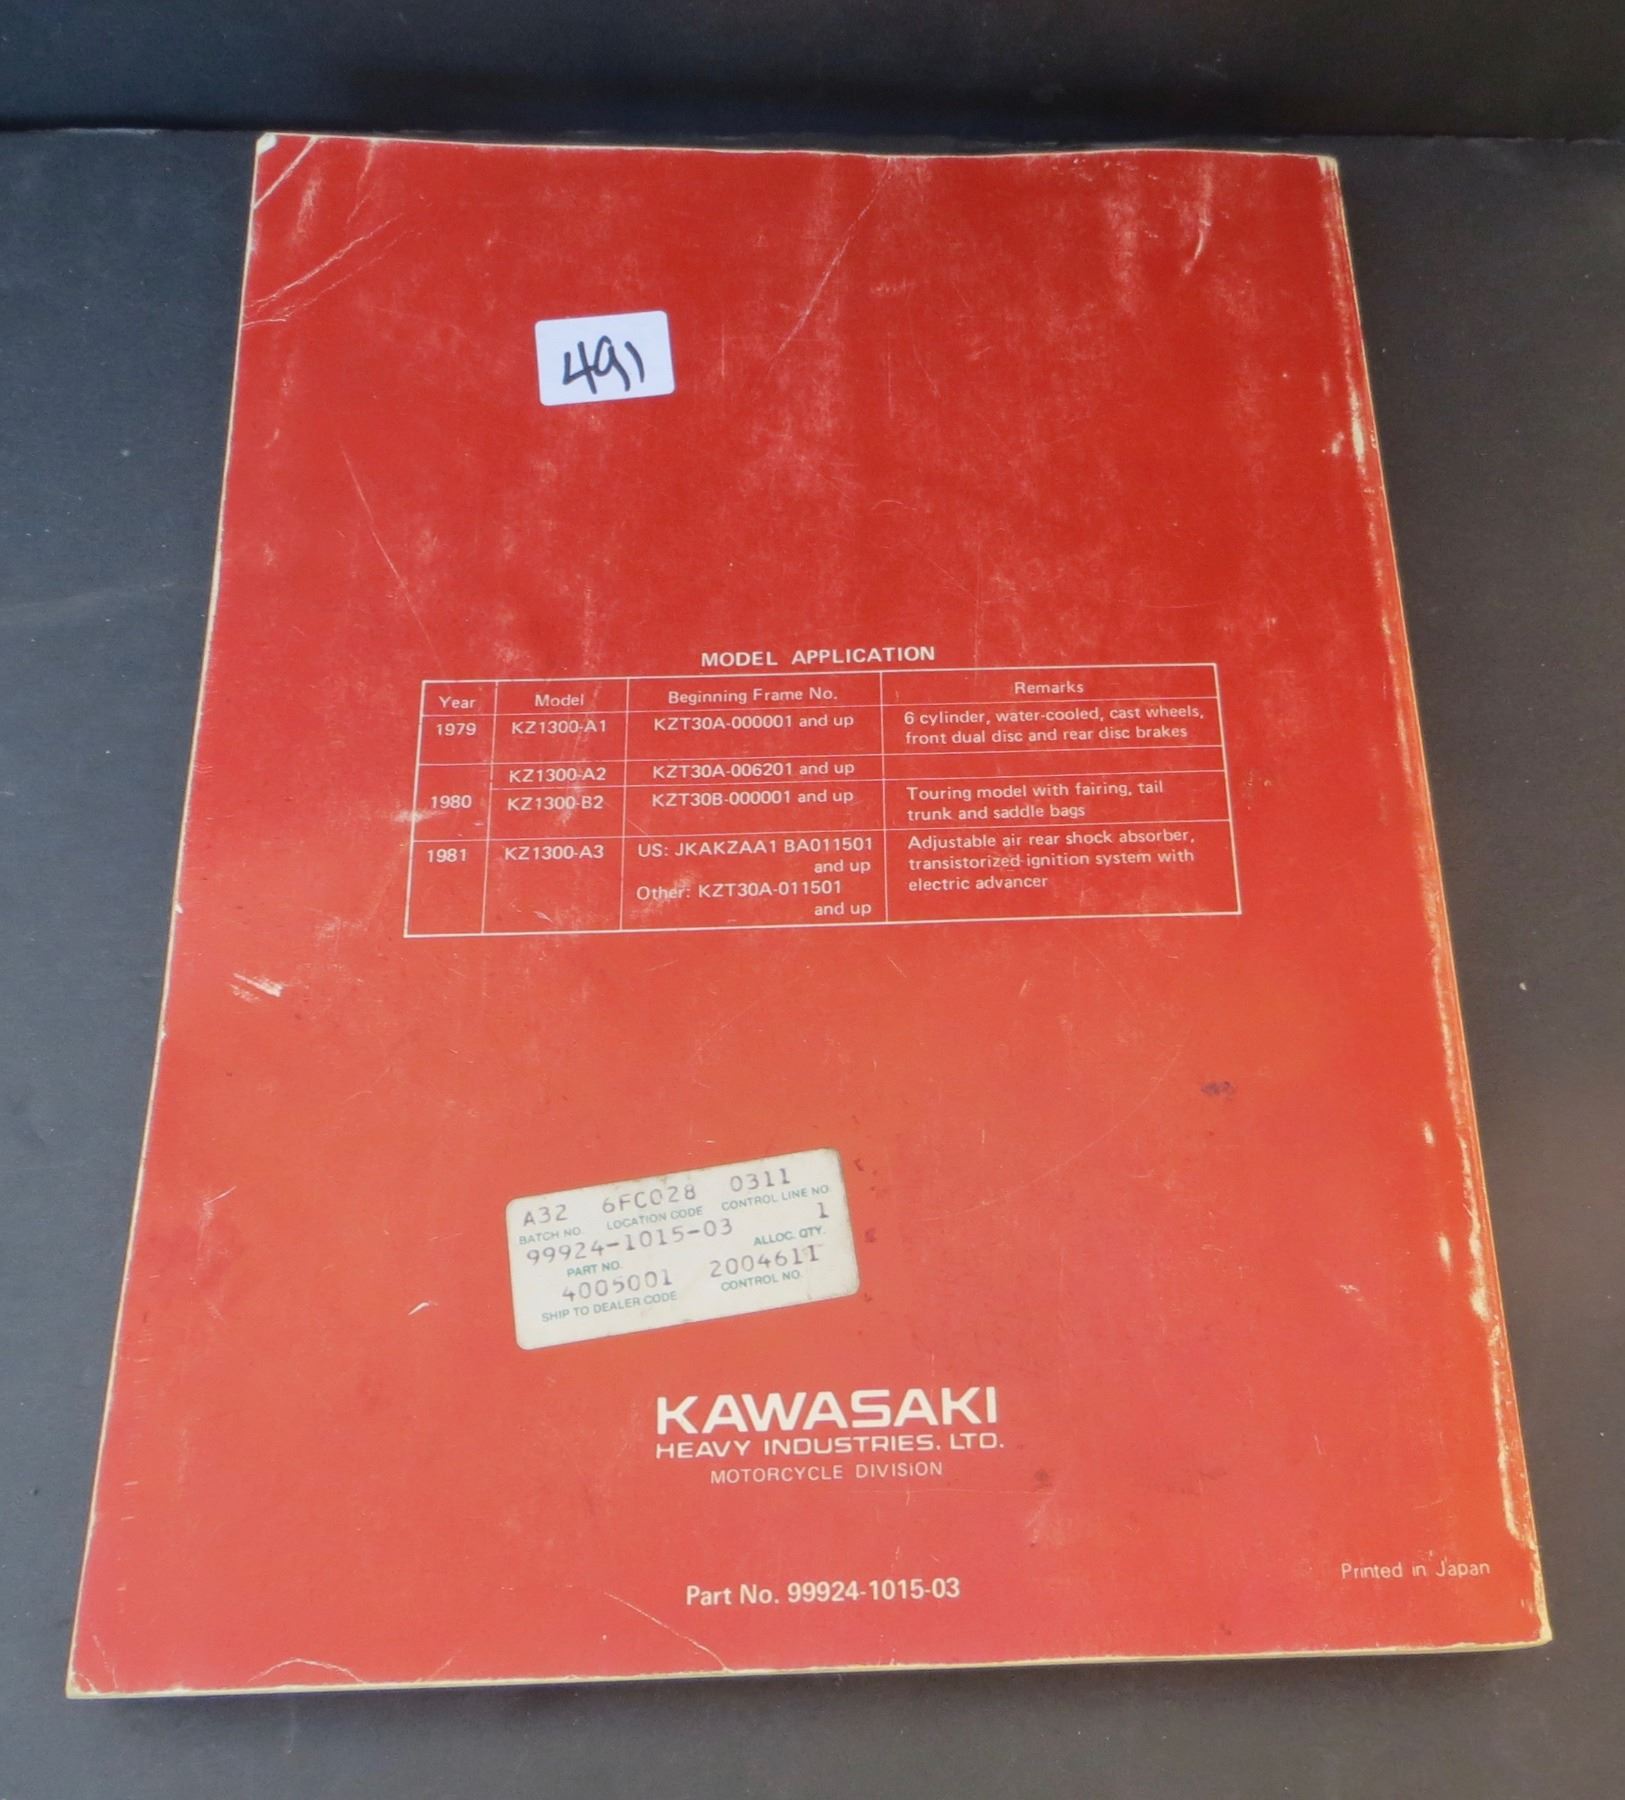 491
MODEL APPLICATION
Year Model Beginning Frame No. Remarks
1979 KZ1300-A1 KZT30A-000001 and up 6 cylinder, water-cooled, cast wheels,
front dual disc and rear disc brakes
KZ1300-A2 KZT30A-006201 and up
1980 KZ1300-B2 KZT30B-000001 and up Touring model with fairing, tail
trunk and saddle bags
1981 KZ1300-A3 US: JKAKZAA1 BA011501 Adjustable air rear shock absorber,
and up transistorized ignition system with
Other: KZT30A-011501 electric advancer
and up
A32 6FC028 0311
BATCH NO. LOCATION CODE CONTROL LINE NO
99924-1015-03 1
PART NO. ALLOC. QTY.
4005001 2004611
SHIP TO DEALER CODE CONTROL NO.
KAWASAKI
HEAVY INDUSTRIES, LTD.
MOTORCYCLE DIVISION
Printed in Japan
Part No. 99924-1015-03